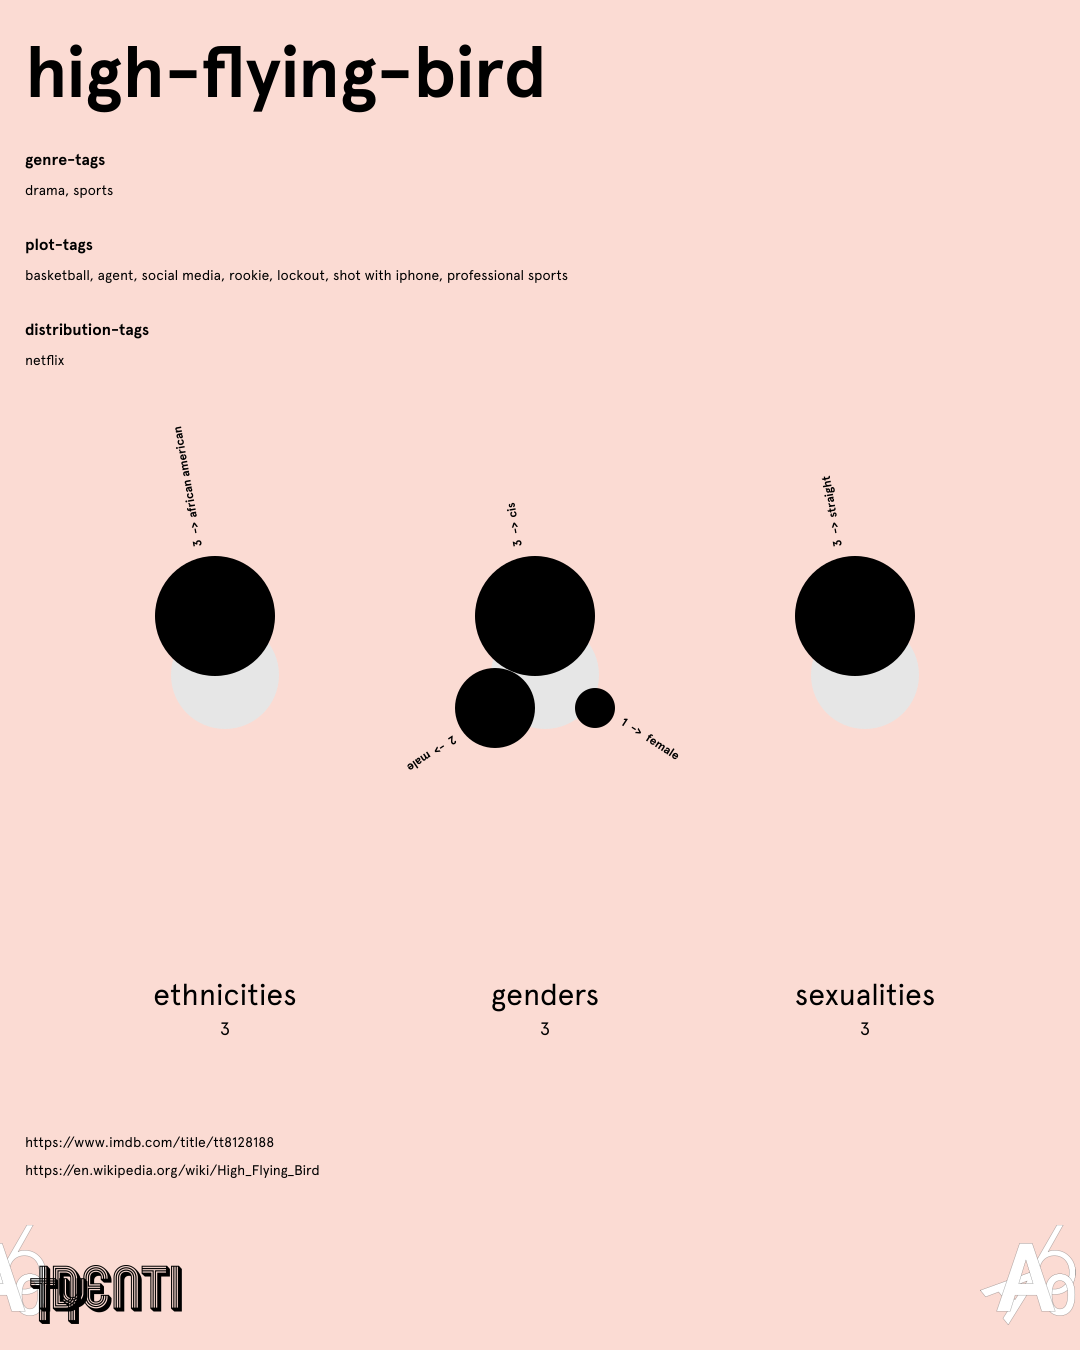 high-flying-bird
genre-tags
drama, sports
plot-tags
basketball, agent, social media, rookie, lockout, shot with iphone, professional sports
distribution-tags
netflix
3 -> african american
3 -> cis
3 -> straight
2 -> male
1 -> female
ethnicities
3
genders
3
sexualities
3
https://www.imdb.com/title/tt8128188
https://en.wikipedia.org/wiki/High_Flying_Bird
IDENTI
TY